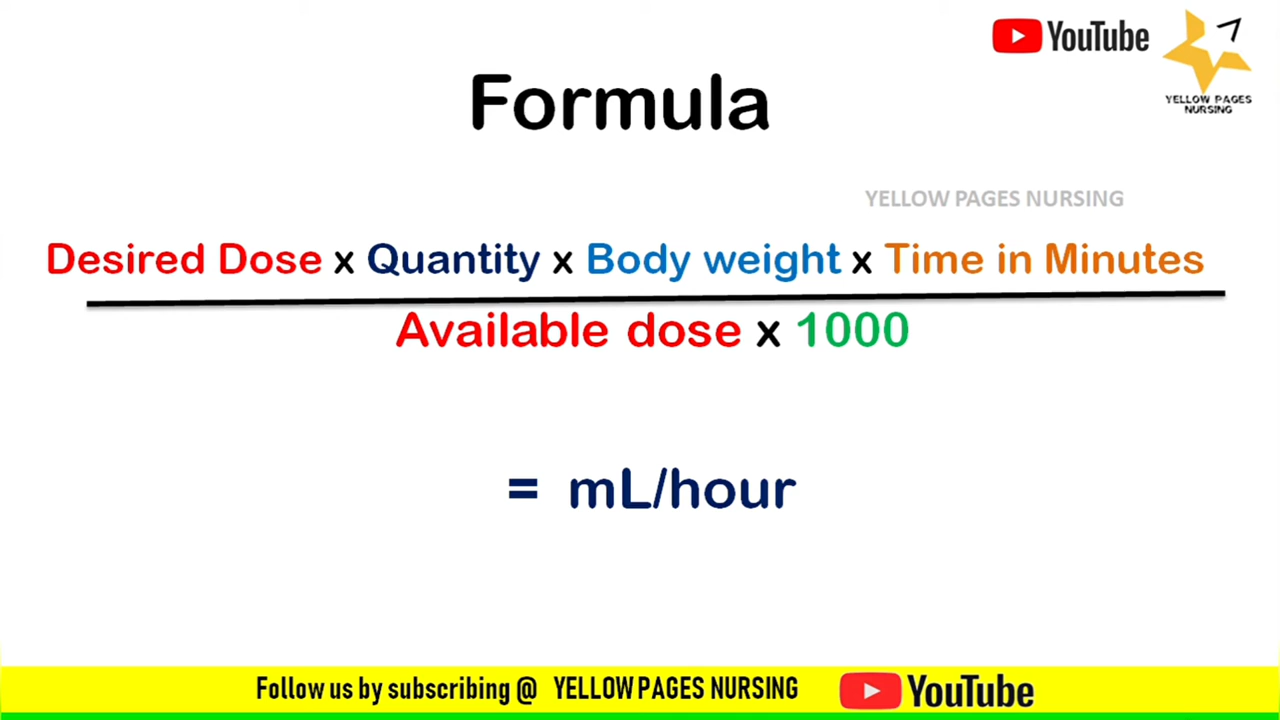 YouTube
YELLOW PAGES
NURSING
Formula
YELLOW PAGES NURSING
Desired Dose x Quantity x Body weight x Time in Minutes
Available dose x 1000
= mL/hour
Follow us by subscribing @ YELLOW PAGES NURSING YouTube